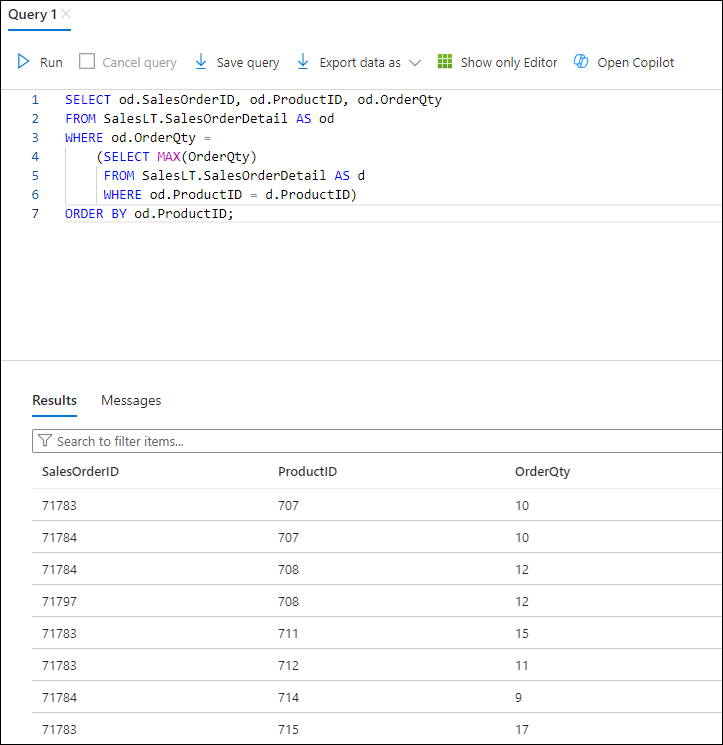 Query 1
Run Cancel query Save query Export data as Show only Editor Open Copilot
1 SELECT od.SalesOrderID, od.ProductID, od.OrderQty
2 FROM SalesLT.SalesOrderDetail AS od
3 WHERE od.OrderQty =
4 (SELECT MAX(OrderQty)
5 FROM SalesLT.SalesOrderDetail AS d
6 WHERE od.ProductID = d.ProductID)
7 ORDER BY od.ProductID;
Results Messages
Search to filter items...
SalesOrderID ProductID OrderQty
71783 707 10
71784 707 10
71784 708 12
71797 708 12
71783 711 15
71783 712 11
71784 714 9
71783 715 17